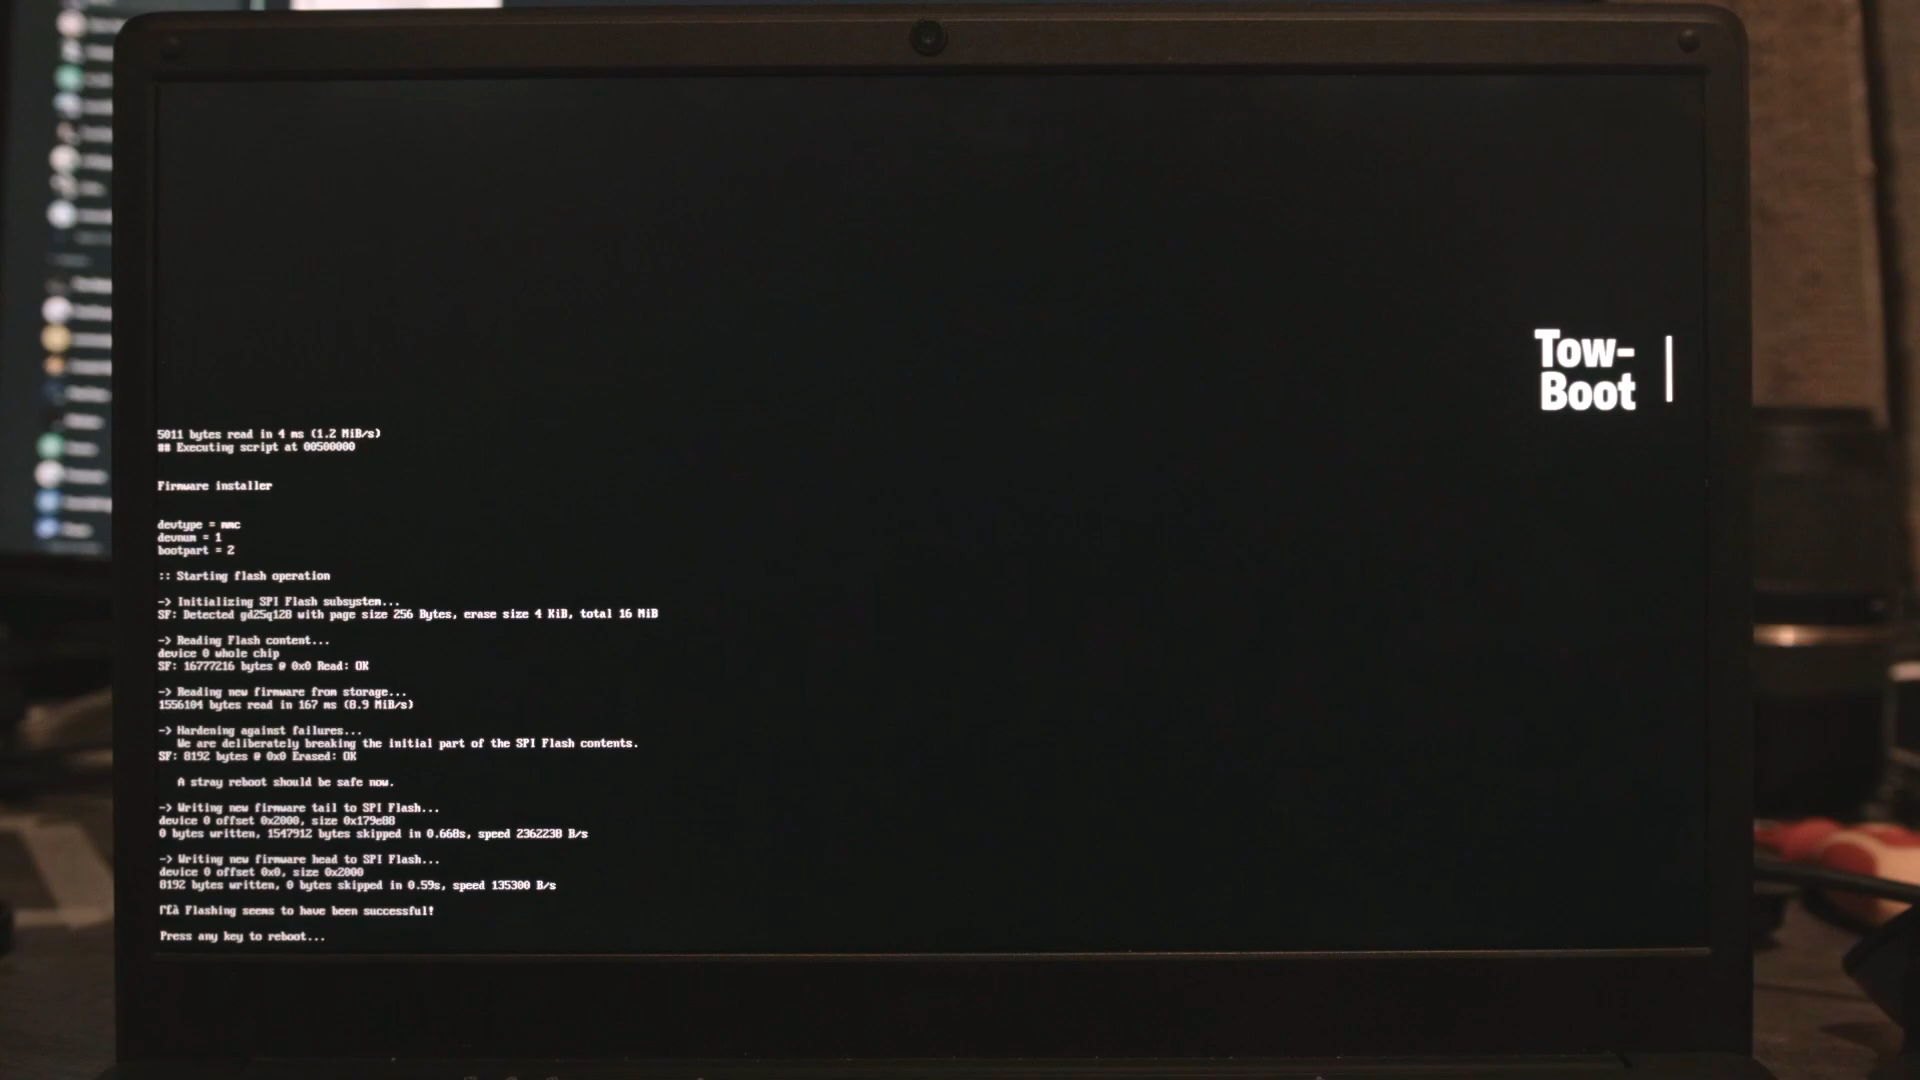 Tow-
Boot
5011 bytes read in 4 ms (1.2 MiB/s)
## Executing script at 00500000
Firmware installer
devtype = mmc
devnum = 1
bootpart = 2
:: Starting flash operation
-> Initializing SPI Flash subsystem...
SF: Detected gd25q128 with page size 256 Bytes, erase size 4 KiB, total 16 MiB
-> Reading Flash content...
device 0 whole chip
SF: 16777216 bytes @ 0x0 Read: OK
-> Reading new firmware from storage...
1556104 bytes read in 167 ms (8.9 MiB/s)
-> Hardening against failures...
We are deliberately breaking the initial part of the SPI Flash contents.
SF: 8192 bytes @ 0x0 Erased: OK
A stray reboot should be safe now.
-> Writing new firmware tail to SPI Flash...
device 0 offset 0x2000, size 0x179e88
0 bytes written, 1547912 bytes skipped in 0.668s, speed 2362238 B/s
-> Writing new firmware head to SPI Flash...
device 0 offset 0x0, size 0x2000
8192 bytes written, 0 bytes skipped in 0.59s, speed 135300 B/s
Flashing seems to have been successful!
Press any key to reboot...